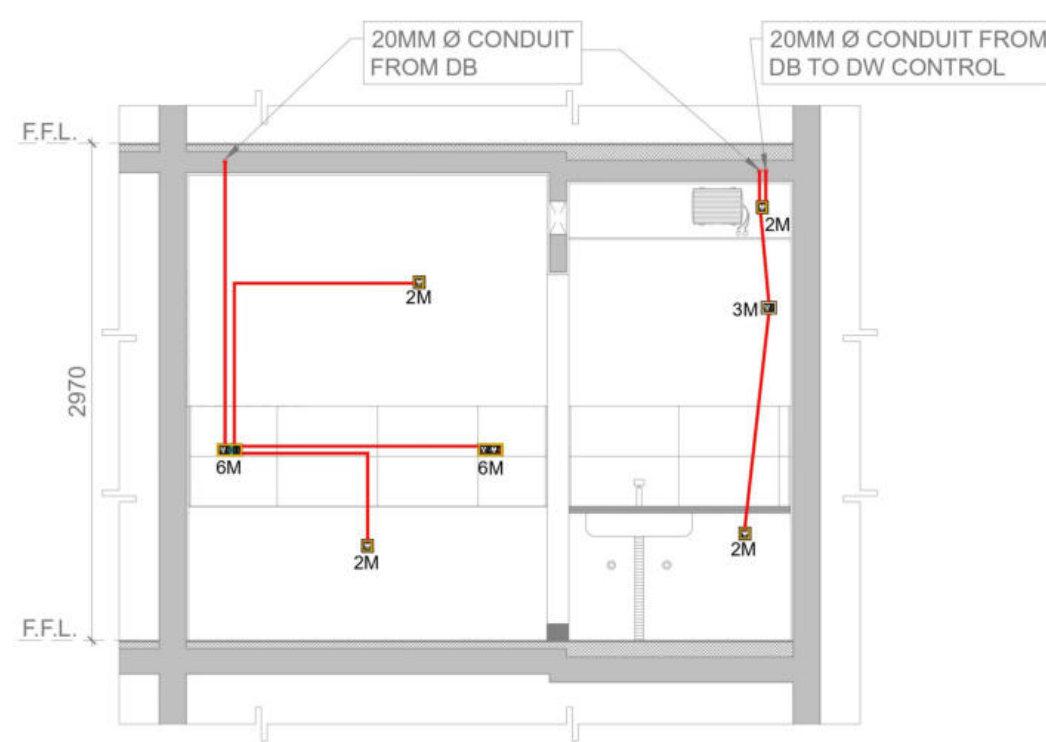 20MM Ø CONDUIT
FROM DB
20MM Ø CONDUIT FROM
DB TO DW CONTROL
F.F.L.
2M
2M
3M
2970
6M
6M
2M
2M
F.F.L.